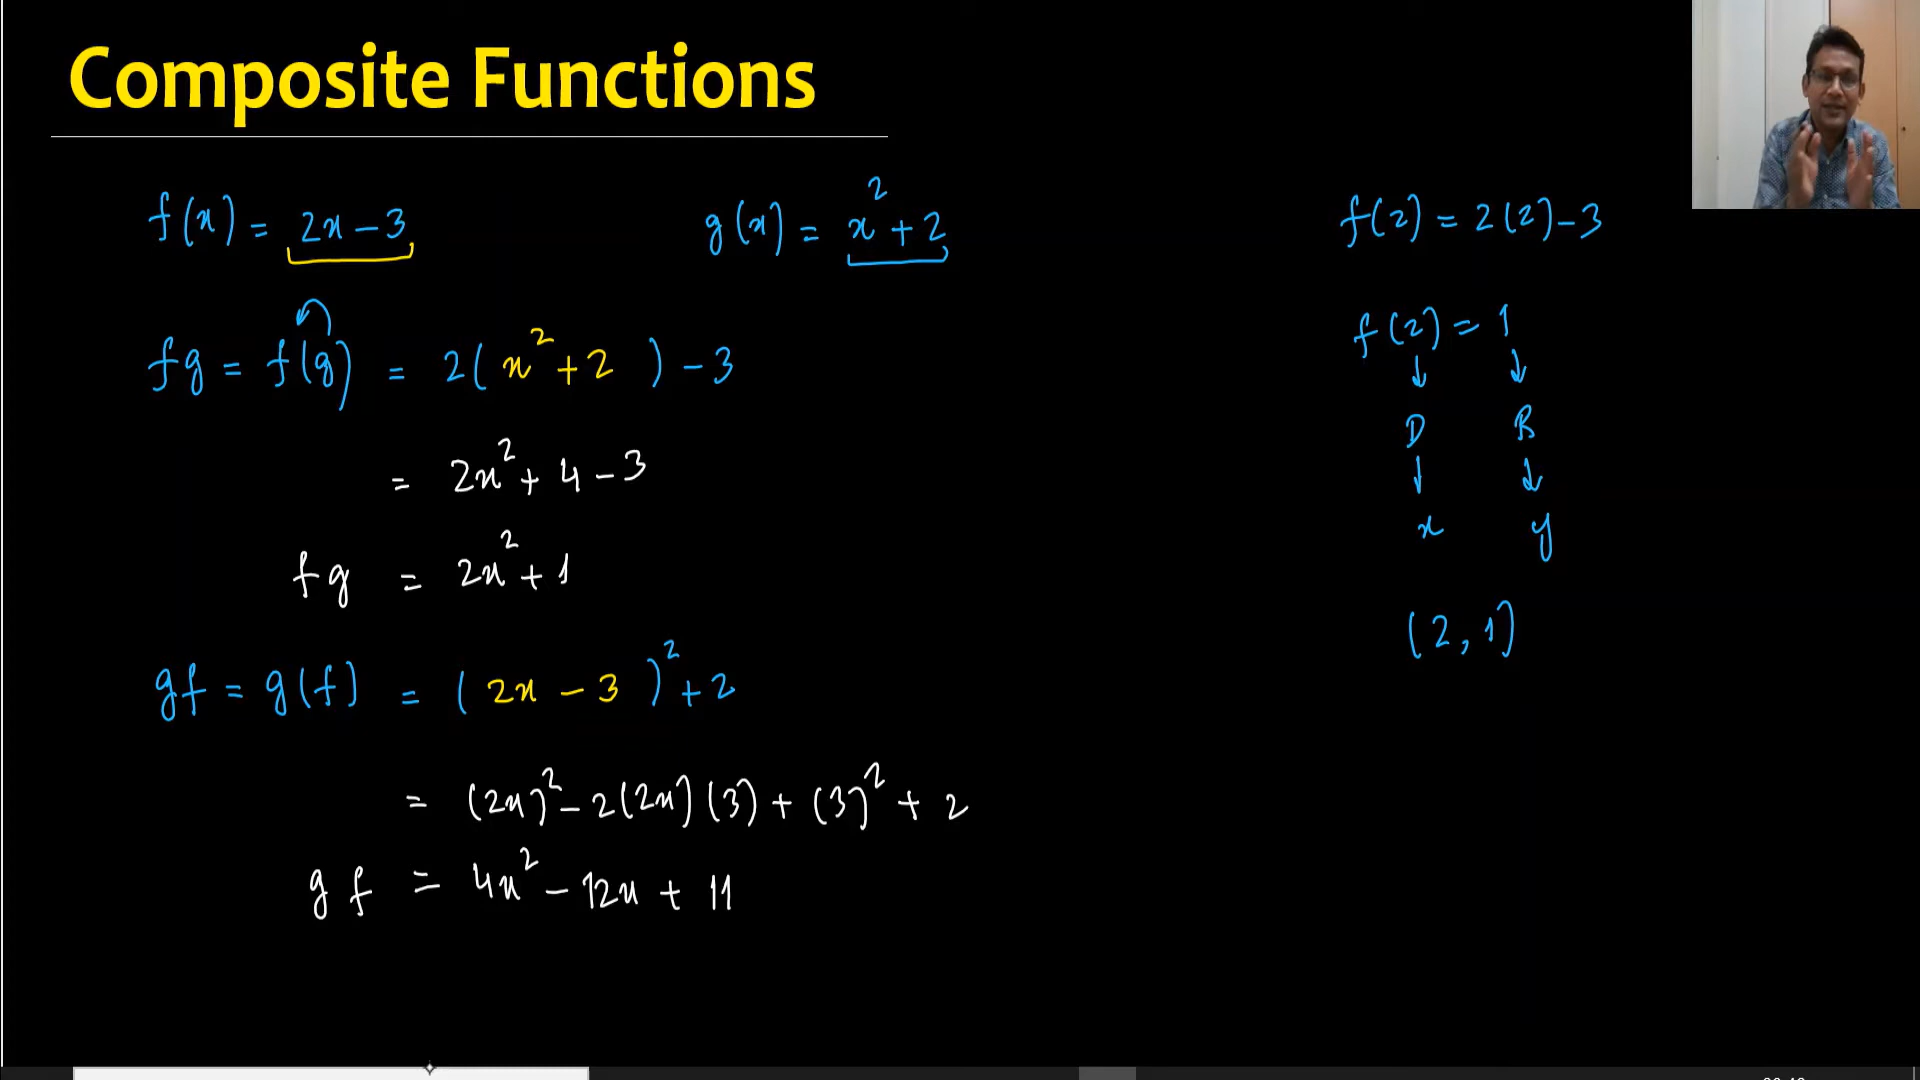 Composite Functions
f(x) = 2x - 3
g(x) = x² + 2
fg = f(g) = 2( x² + 2 ) - 3
= 2x² + 4 - 3
fg = 2x² + 1
gf = g(f) = ( 2x - 3 )² + 2
= (2x)² - 2(2x)(3) + (3)² + 2
gf = 4x² - 12x + 11
f(2) = 2(2) - 3
f(2) = 1
↓ ↓
D R
↓ ↓
x y
(2, 1)